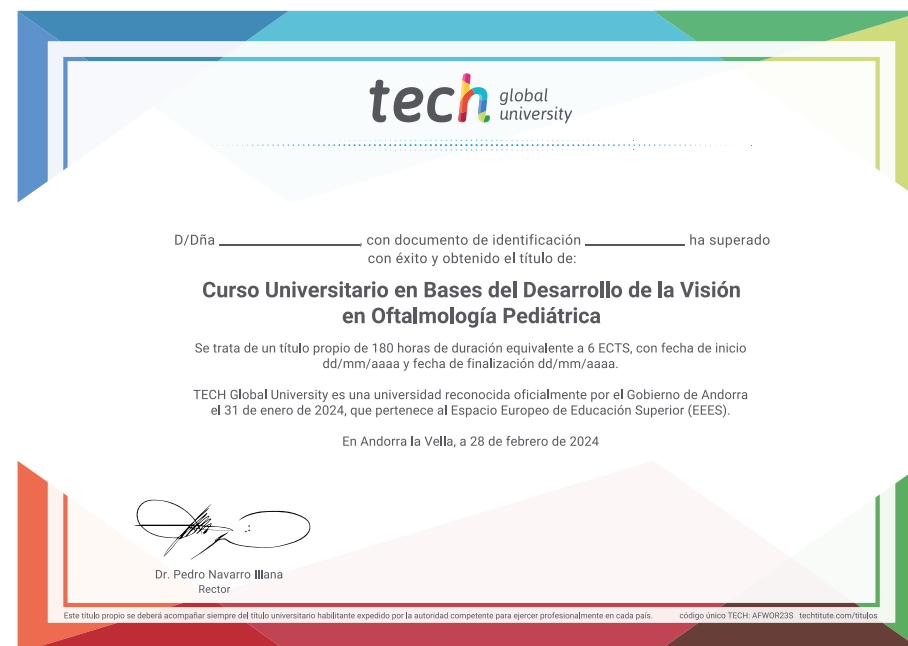 tech global university
D/Dña ______________, con documento de identificación __________ ha superado
con éxito y obtenido el título de:
Curso Universitario en Bases del Desarrollo de la Visión
en Oftalmología Pediátrica
Se trata de un título propio de 180 horas de duración equivalente a 6 ECTS, con fecha de inicio
dd/mm/aaaa y fecha de finalización dd/mm/aaaa.
TECH Global University es una universidad reconocida oficialmente por el Gobierno de Andorra
el 31 de enero de 2024, que pertenece al Espacio Europeo de Educación Superior (EEES).
En Andorra la Vella, a 28 de febrero de 2024
Dr. Pedro Navarro Illana
Rector
Este título propio se deberá acompañar siempre del título universitario habilitante expedido por la autoridad competente para ejercer profesionalmente en cada país. código único TECH: AFWOR23S techtitute.com/titulos